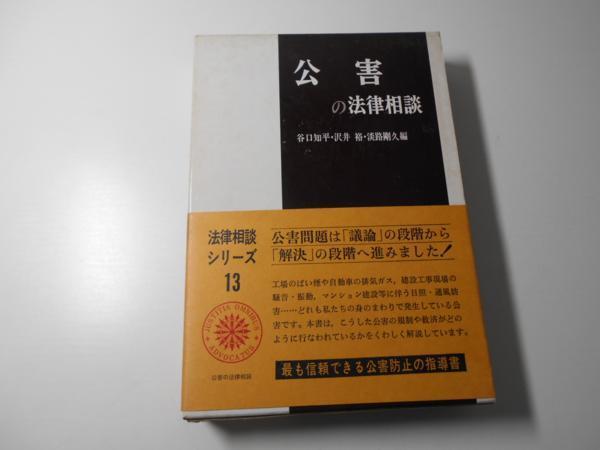 公害
の法律相談
谷口知平・沢井 裕・淡路剛久編
法律相談
シリーズ
13
JUSTITIA OMNIBUS
ADVOCATUR
公害の法律相談
公害問題は「議論」の段階から
「解決」の段階へ進みました!
工場のばい煙や自動車の排気ガス，建設工事現場の
騒音・振動，マンション建設等に伴う日照・通風妨
害……どれも私たちの身のまわりで発生している公
害です。本書は，こうした公害の規制や救済がどの
ように行なわれているかをくわしく解説しています。
最も信頼できる公害防止の指導書